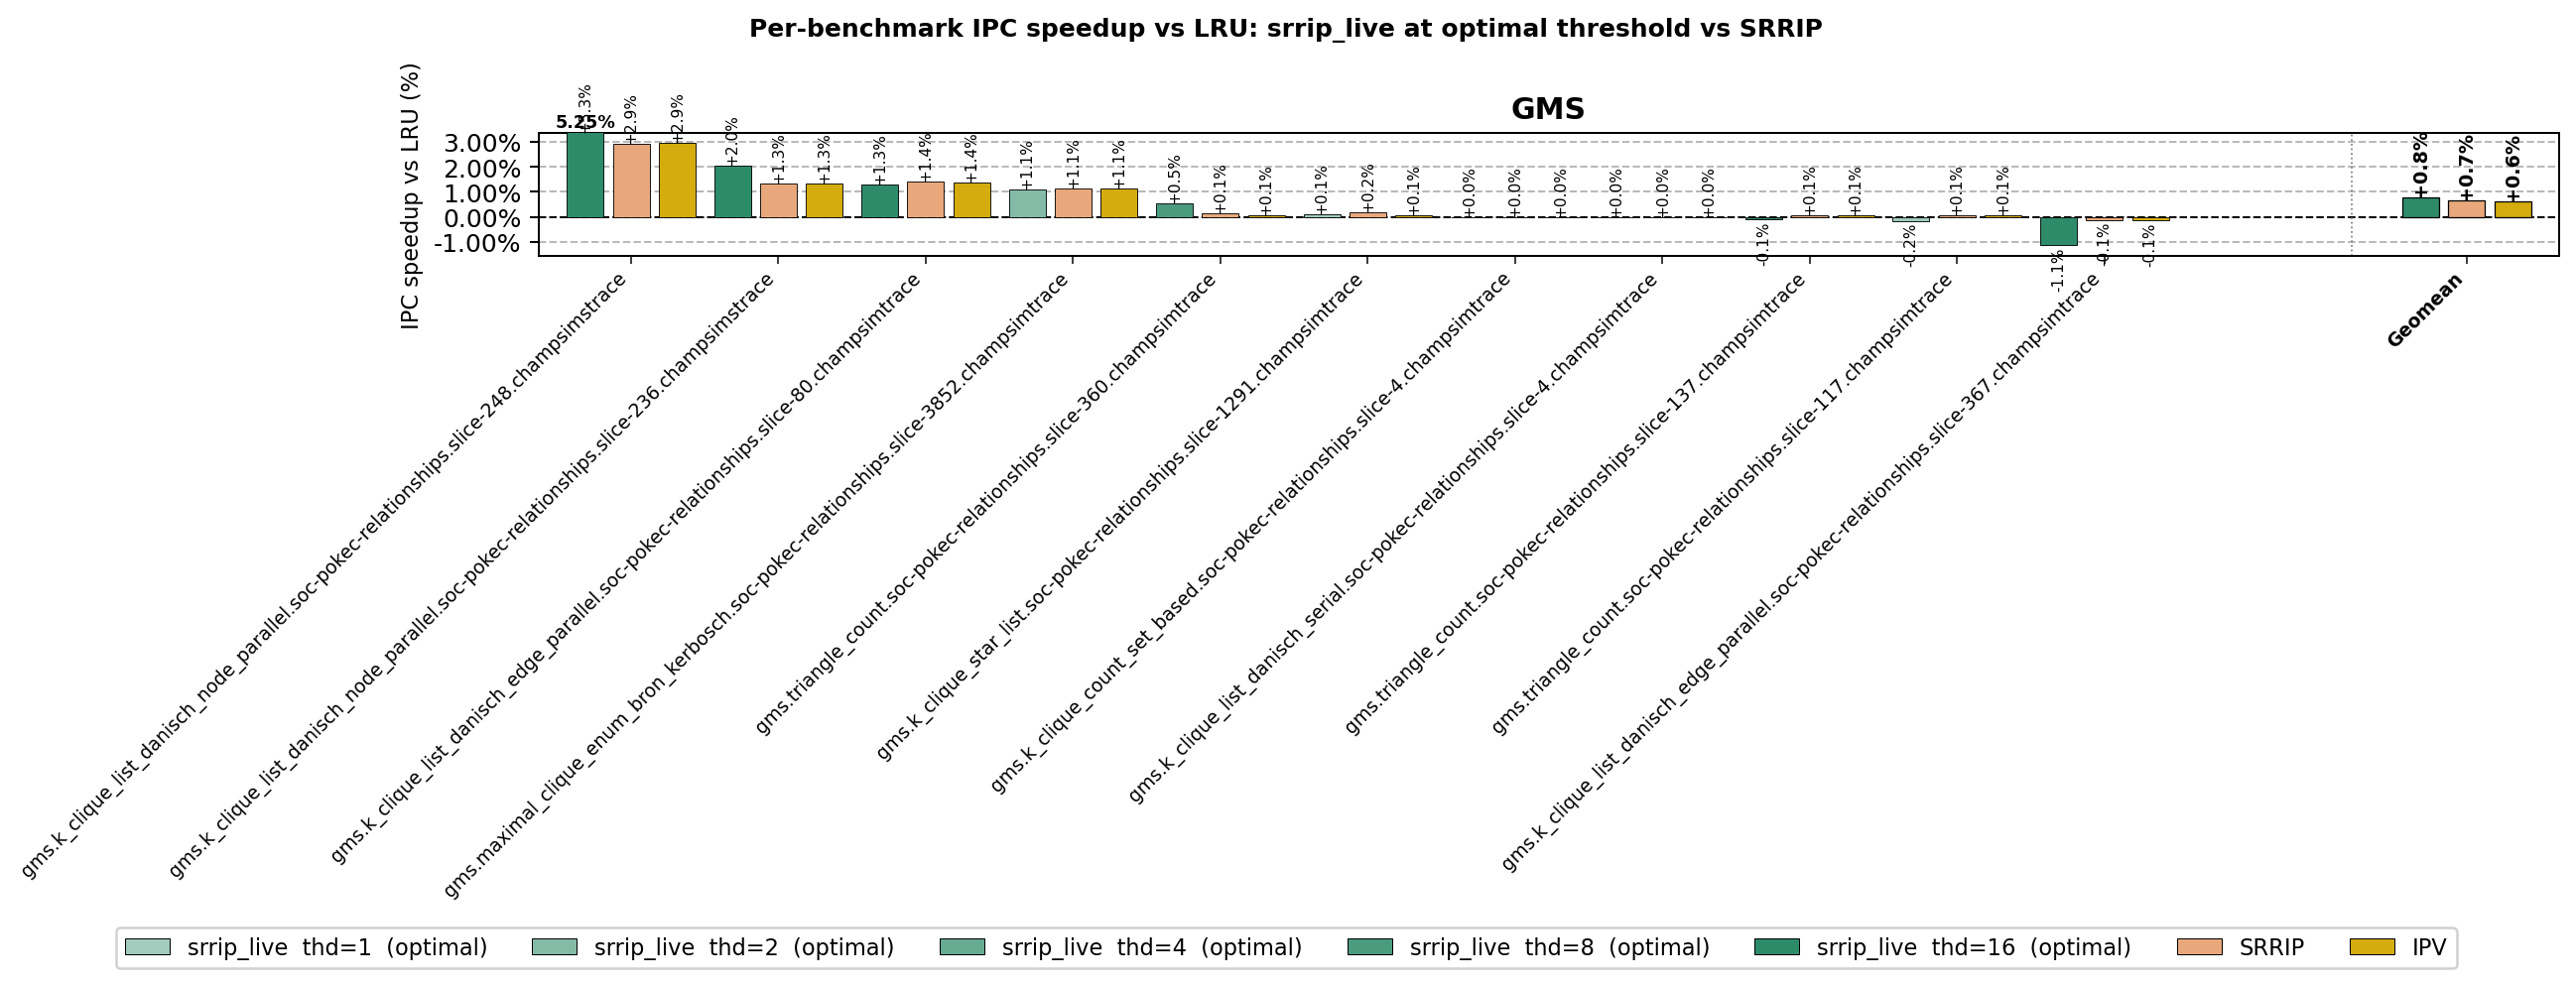 Per-benchmark IPC speedup vs LRU: srrip_live at optimal threshold vs SRRIP
GMS
IPC speedup vs LRU (%)
3.00%
2.00%
1.00%
0.00%
-1.00%
5.25%
+5.3%
+2.9%
+2.9%
+2.0%
+1.3%
+1.3%
+1.3%
+1.4%
+1.4%
+1.1%
+1.1%
+1.1%
+0.5%
+0.1%
+0.1%
+0.1%
+0.2%
+0.1%
+0.0%
+0.0%
+0.0%
+0.0%
+0.0%
+0.0%
-0.1%
+0.1%
+0.1%
-0.2%
+0.1%
+0.1%
-1.1%
-0.1%
-0.1%
+0.8%
+0.7%
+0.6%
gms.k_clique_list_danisch_node_parallel.soc-pokec-relationships.slice-248.champsimstrace
gms.k_clique_list_danisch_node_parallel.soc-pokec-relationships.slice-236.champsimstrace
gms.k_clique_list_danisch_edge_parallel.soc-pokec-relationships.slice-80.champsimtrace
gms.maximal_clique_enum_bron_kerbosch.soc-pokec-relationships.slice-3852.champsimtrace
gms.triangle_count.soc-pokec-relationships.slice-360.champsimtrace
gms.k_clique_star_list.soc-pokec-relationships.slice-1291.champsimtrace
gms.k_clique_count_set_based.soc-pokec-relationships.slice-4.champsimtrace
gms.k_clique_list_danisch_serial.soc-pokec-relationships.slice-4.champsimtrace
gms.triangle_count.soc-pokec-relationships.slice-137.champsimtrace
gms.triangle_count.soc-pokec-relationships.slice-117.champsimtrace
gms.k_clique_list_danisch_edge_parallel.soc-pokec-relationships.slice-367.champsimtrace
Geomean
srrip_live thd=1 (optimal)
srrip_live thd=2 (optimal)
srrip_live thd=4 (optimal)
srrip_live thd=8 (optimal)
srrip_live thd=16 (optimal)
SRRIP
IPV